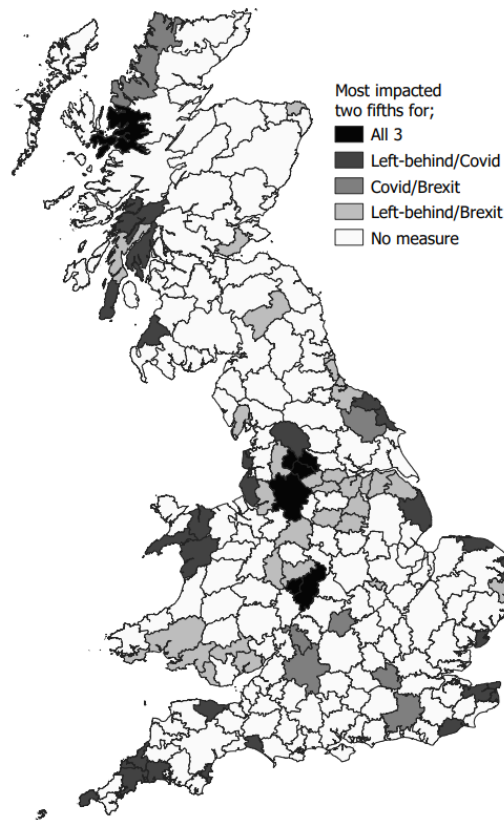 Most impacted
two fifths for;
All 3
Left-behind/Covid
Covid/Brexit
Left-behind/Brexit
No measure